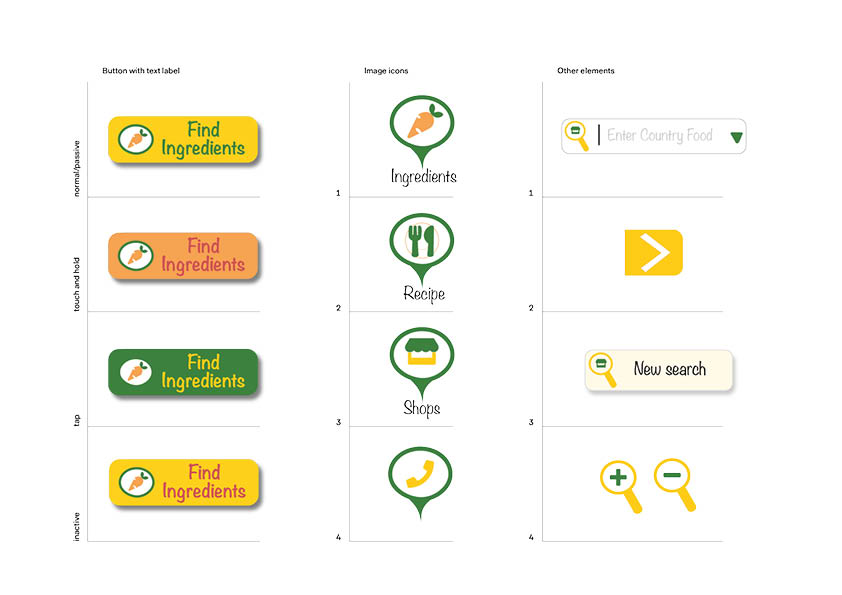 Button with text label
Image icons
Other elements
normal/passive
Find
Ingredients
Ingredients
1
Enter Country Food
1
touch and hold
Find
Ingredients
Recipe
2
2
tap
Find
Ingredients
Shops
3
New search
3
inactive
Find
Ingredients
4
4